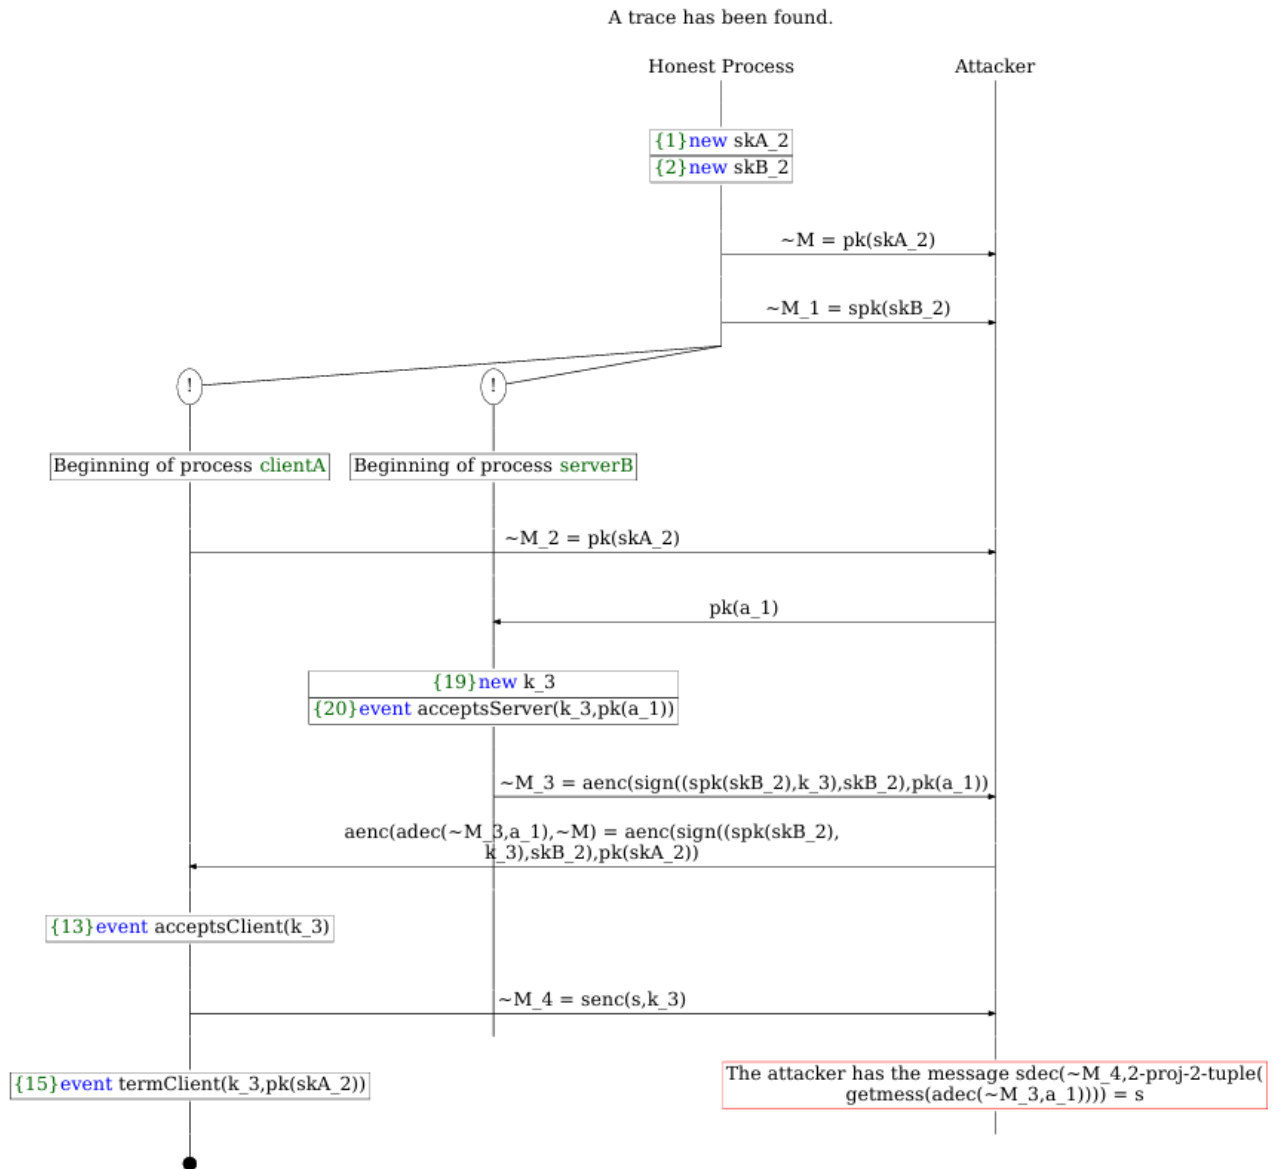 A trace has been found.
Honest Process
Attacker
{1}new skA_2
{2}new skB_2
~M = pk(skA_2)
~M_1 = spk(skB_2)
!
!
Beginning of process clientA
Beginning of process serverB
~M_2 = pk(skA_2)
pk(a_1)
{19}new k_3
{20}event acceptsServer(k_3,pk(a_1))
~M_3 = aenc(sign((spk(skB_2),k_3),skB_2),pk(a_1))
aenc(adec(~M_3,a_1),~M) = aenc(sign((spk(skB_2),
k_3),skB_2),pk(skA_2))
{13}event acceptsClient(k_3)
~M_4 = senc(s,k_3)
{15}event termClient(k_3,pk(skA_2))
The attacker has the message sdec(~M_4,2-proj-2-tuple(
getmess(adec(~M_3,a_1)))) = s